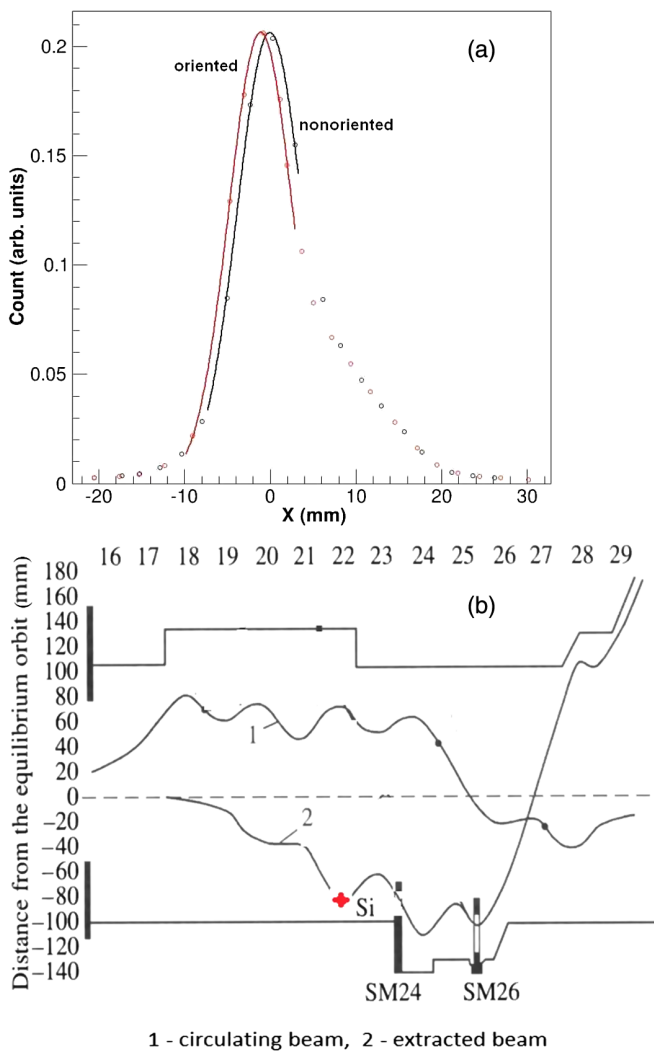 (a)
oriented
nonoriented
0.2
0.15
0.1
0.05
0
Count (arb. units)
-20 -10 0 10 20 30
X (mm)
16 17 18 19 20 21 22 23 24 25 26 27 28 29
(b)
Distance from the equilibrium orbit (mm)
180
160
140
120
100
80
60
40
20
0
−20
−40
−60
−80
−100
−120
−140
1
2
Si
SM24 SM26
1 - circulating beam, 2 - extracted beam